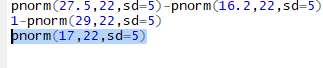 pnorm(27.5,22,sd=5)-pnorm(16.2,22,sd=5)
1-pnorm(29,22,sd=5)
pnorm(17,22,sd=5)